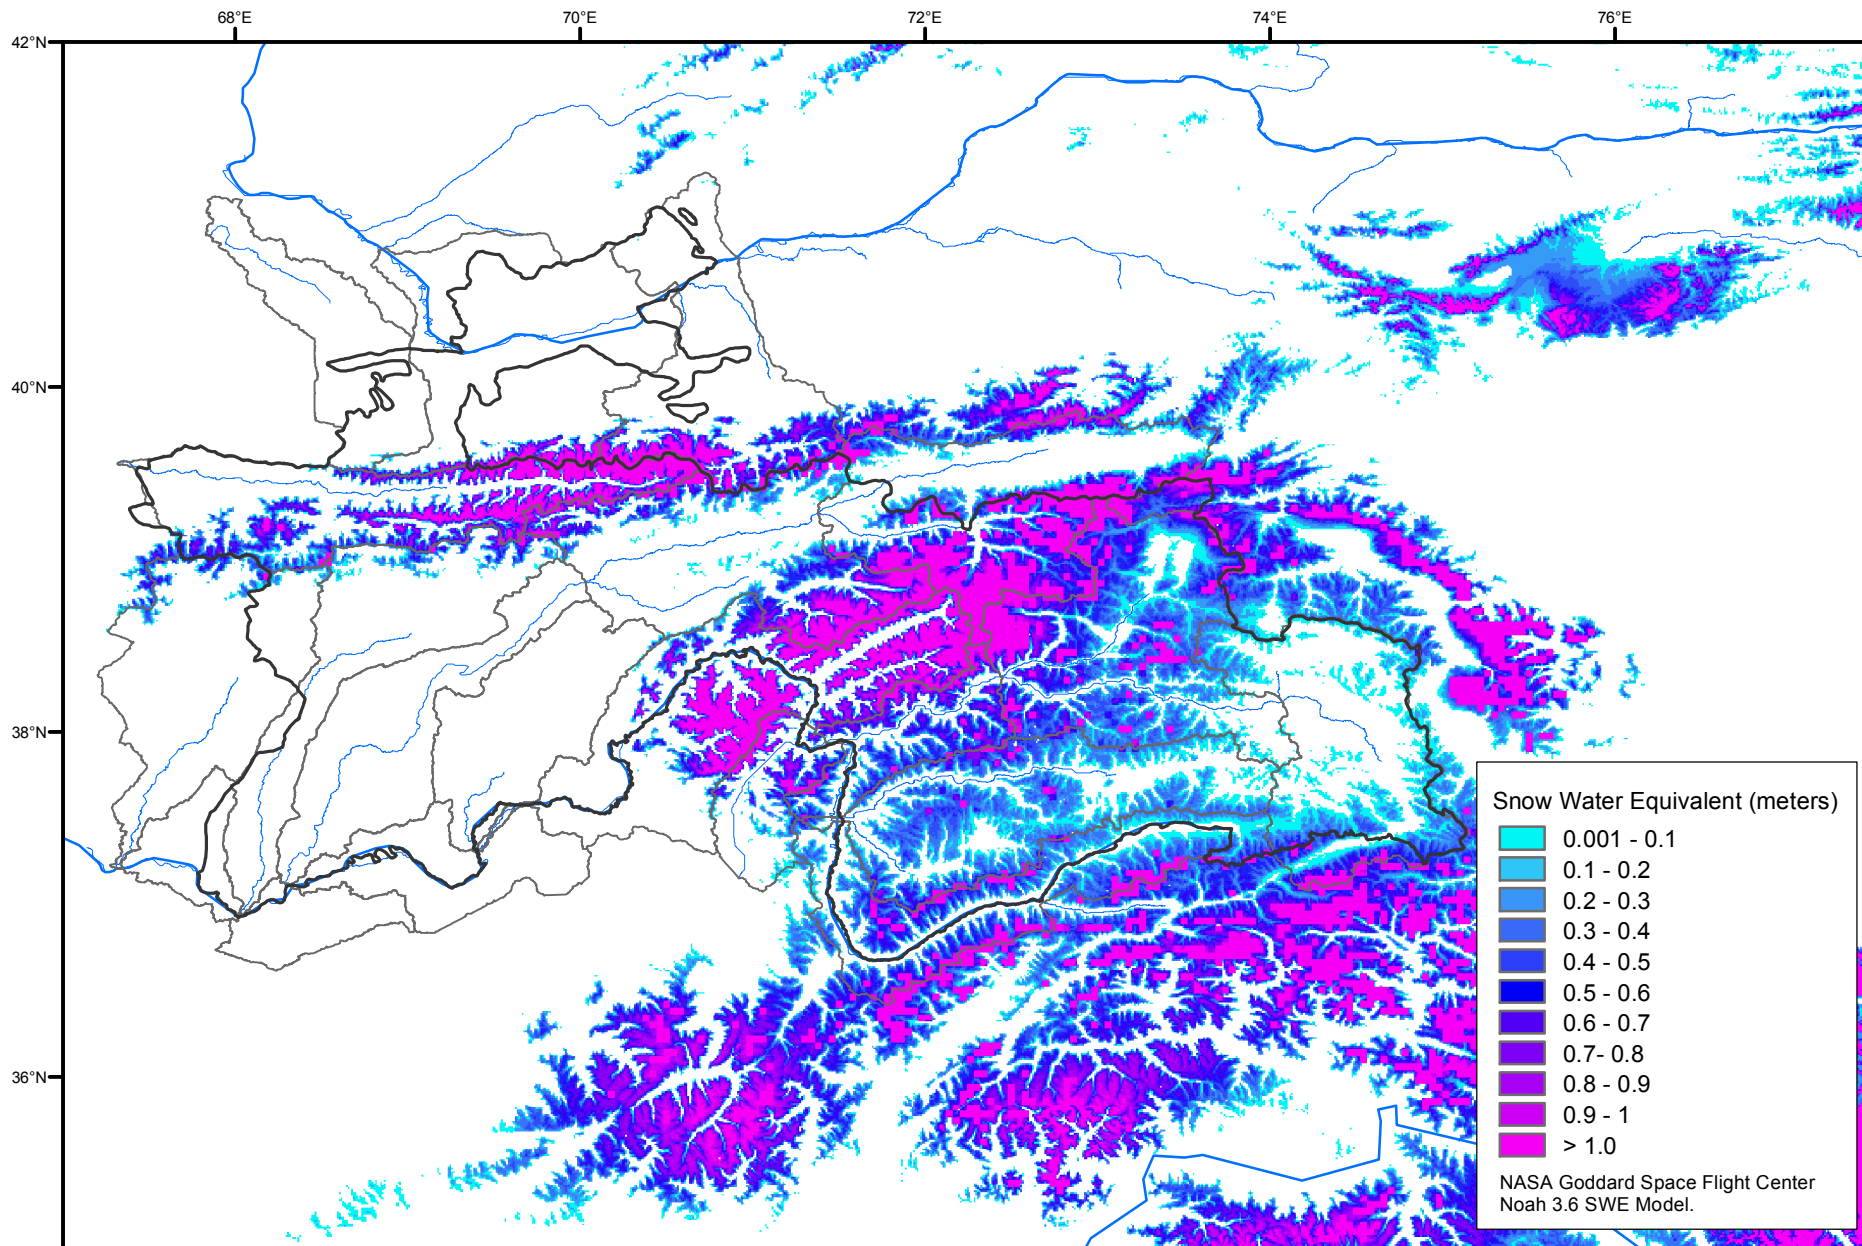 68°E
70°E
72°E
74°E
76°E
42°N
40°N
38°N
36°N
Snow Water Equivalent (meters)
0.001 - 0.1
0.1 - 0.2
0.2 - 0.3
0.3 - 0.4
0.4 - 0.5
0.5 - 0.6
0.6 - 0.7
0.7- 0.8
0.8 - 0.9
0.9 - 1
> 1.0
NASA Goddard Space Flight Center
Noah 3.6 SWE Model.